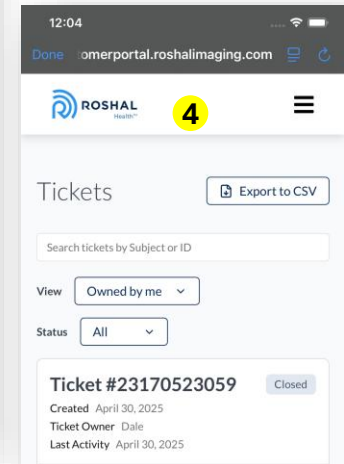 12:04
Done tomerportal.roshalimaging.com
ROSHAL
Health™
4
Tickets
Export to CSV
Search tickets by Subject or ID
View Owned by me
Status All
Ticket #23170523059 Closed
Created April 30, 2025
Ticket Owner Dale
Last Activity April 30, 2025